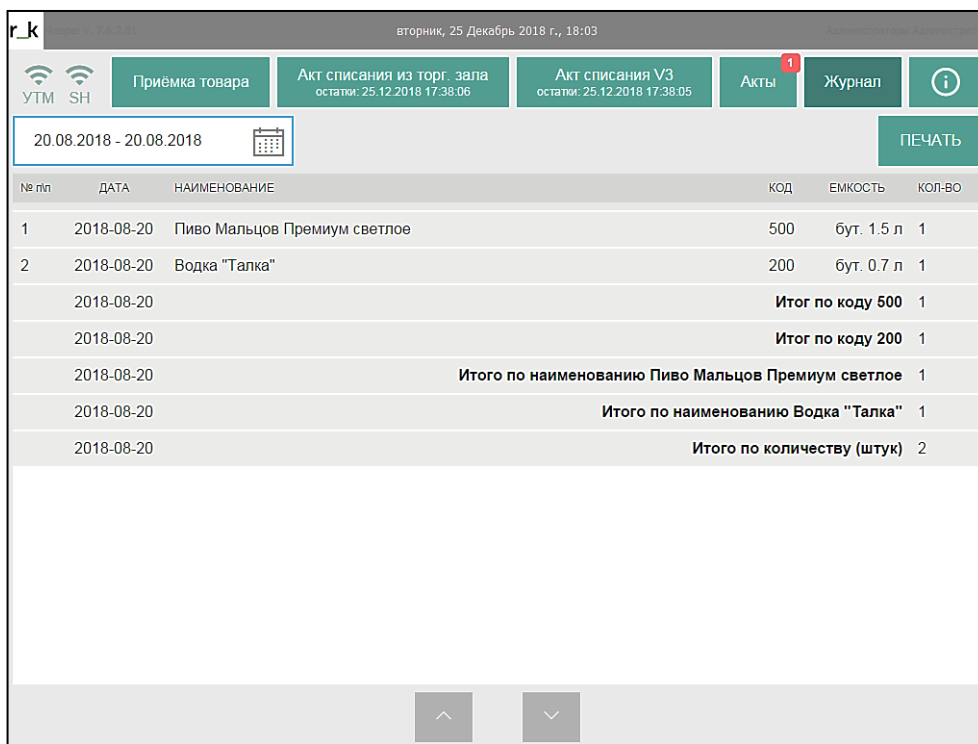 r_k
вторник, 25 Декабрь 2018 г., 18:03
УТМ SH
Приёмка товара
Акт списания из торг. зала
остатки: 25.12.2018 17:38:06
Акт списания V3
остатки: 25.12.2018 17:38:05
Акты 1
Журнал
20.08.2018 - 20.08.2018
ПЕЧАТЬ
№ п\п ДАТА НАИМЕНОВАНИЕ КОД ЕМКОСТЬ КОЛ-ВО
1 2018-08-20 Пиво Мальцов Премиум светлое 500 бут. 1.5 л 1
2 2018-08-20 Водка "Талка" 200 бут. 0.7 л 1
2018-08-20 Итог по коду 500 1
2018-08-20 Итог по коду 200 1
2018-08-20 Итого по наименованию Пиво Мальцов Премиум светлое 1
2018-08-20 Итого по наименованию Водка "Талка" 1
2018-08-20 Итого по количеству (штук) 2